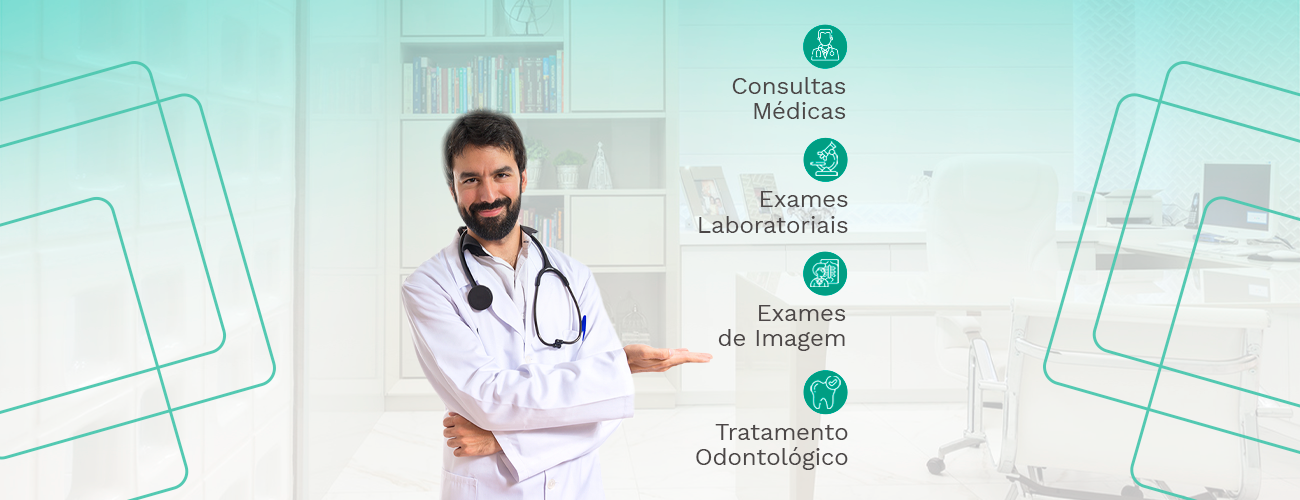 Consultas
Médicas
Exames
Laboratoriais
Exames
de Imagem
Tratamento
Odontológico